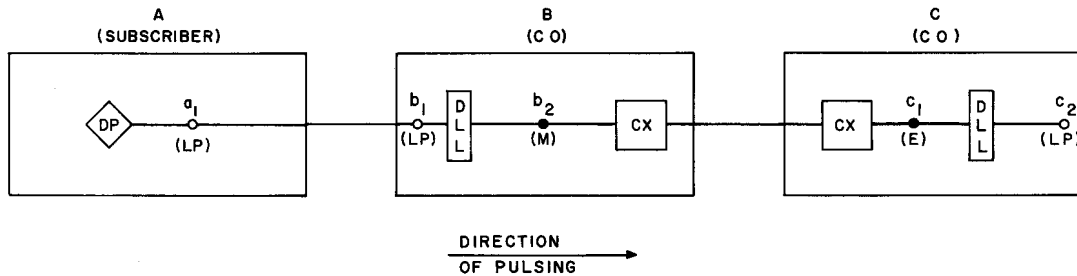 A
(SUBSCRIBER)
B
(CO)
C
(CO)
DP
a1
(LP)
b1
(LP)
DLL
b2
(M)
CX
CX
c1
(E)
DLL
c2
(LP)
DIRECTION
OF PULSING